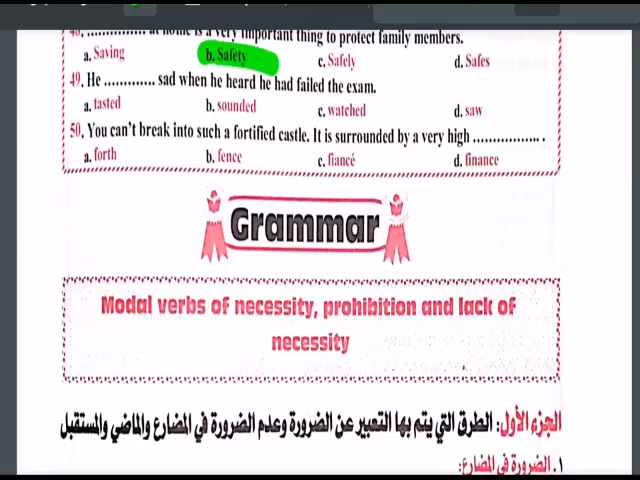 48. .............. at home is a very important thing to protect family members.
a. Saving b. Safety c. Safely d. Safes
49. He ............. sad when he heard he had failed the exam.
a. tasted b. sounded c. watched d. saw
50. You can't break into such a fortified castle. It is surrounded by a very high .................. .
a. forth b. fence c. fiancé d. finance
Grammar
Modal verbs of necessity, prohibition and lack of
necessity
الجزء الأول: الطرق التي يتم بها التعبير عن الضرورة وعدم الضرورة في المضارع والماضي والمستقبل
١. الضرورة في المضارع: